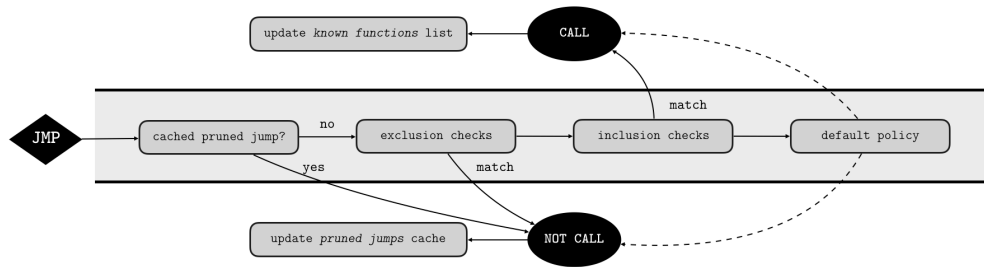 update known functions list
CALL
match
JMP
cached pruned jump?
no
exclusion checks
inclusion checks
default policy
yes
match
update pruned jumps cache
NOT CALL